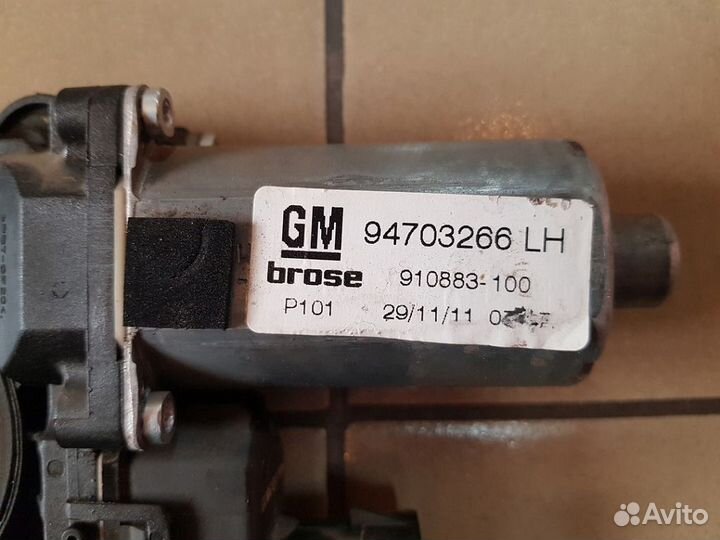 GM 94703266 LH
brose 910883-100
P101 29/11/11
Avito